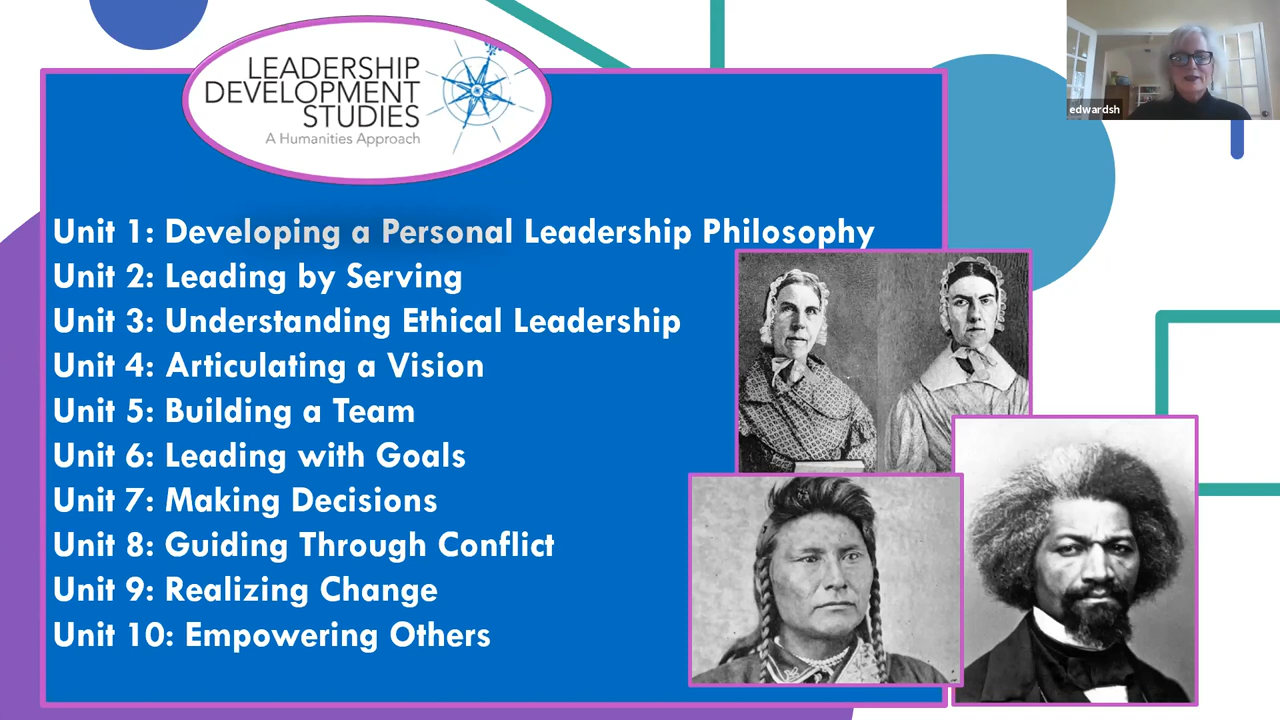 LEADERSHIP
DEVELOPMENT
STUDIES
A Humanities Approach
edwardsh
Unit 1: Developing a Personal Leadership Philosophy
Unit 2: Leading by Serving
Unit 3: Understanding Ethical Leadership
Unit 4: Articulating a Vision
Unit 5: Building a Team
Unit 6: Leading with Goals
Unit 7: Making Decisions
Unit 8: Guiding Through Conflict
Unit 9: Realizing Change
Unit 10: Empowering Others